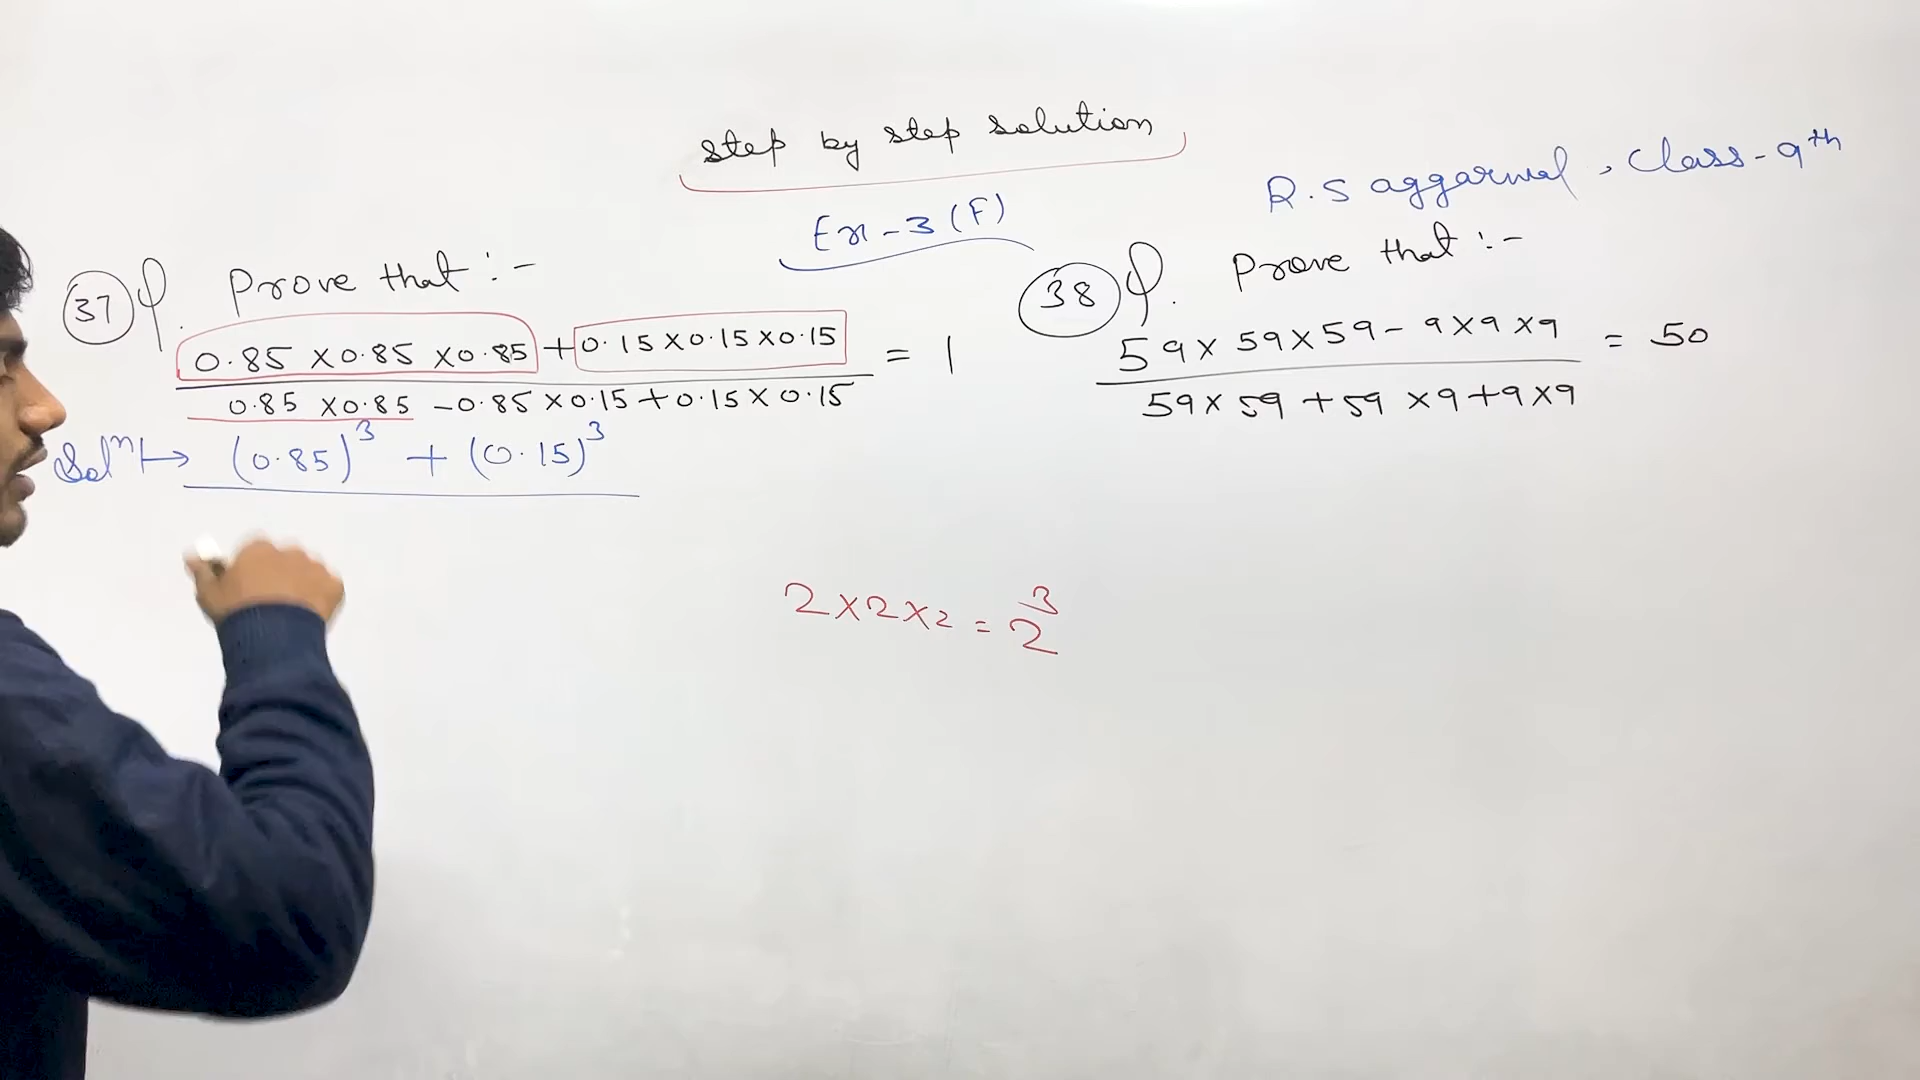 step by step solution
R.S aggarwal, Class-9th
Ex-3(F)
37 Q. Prove that :-
0.85 × 0.85 × 0.85 + 0.15 × 0.15 × 0.15
= 1
0.85 × 0.85 - 0.85 × 0.15 + 0.15 × 0.15
Solⁿ → (0.85)³ + (0.15)³
38 Q. Prove that :-
59 × 59 × 59 - 9 × 9 × 9
= 50
59 × 59 + 59 × 9 + 9 × 9
2 × 2 × 2 = 2³